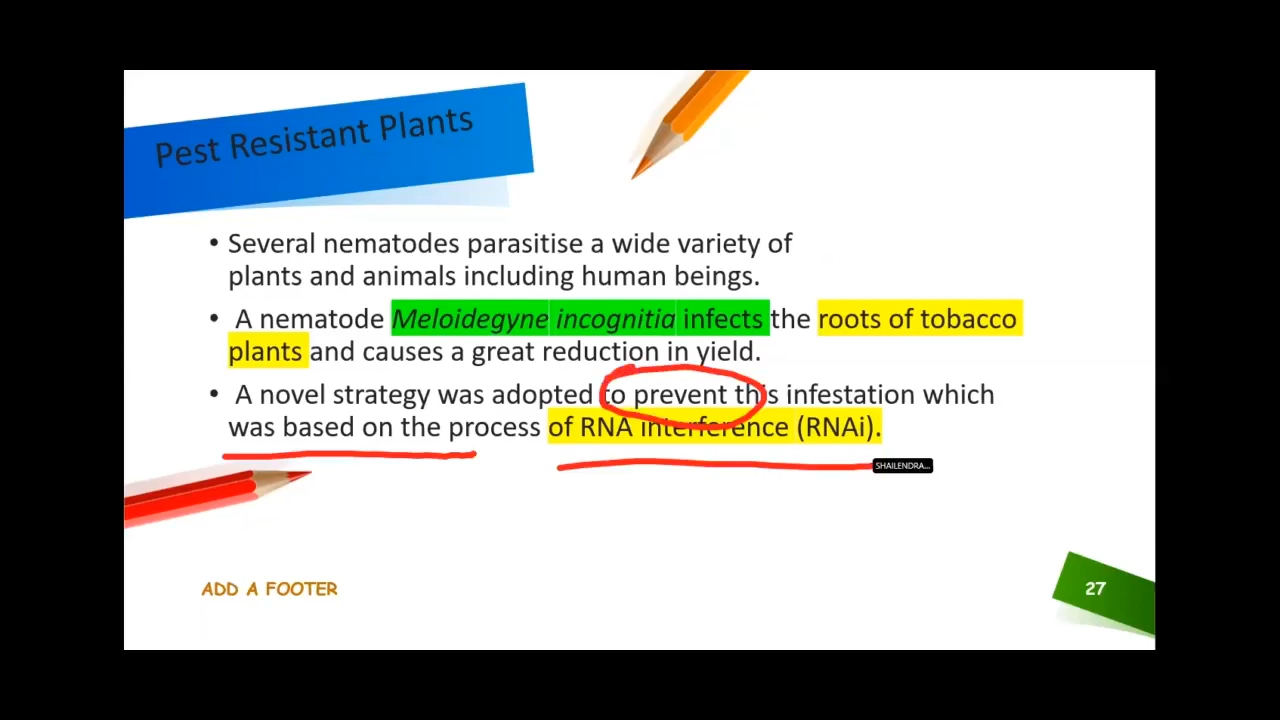 Pest Resistant Plants
• Several nematodes parasitise a wide variety of
plants and animals including human beings.
• A nematode Meloidegyne incognitia infects the roots of tobacco
plants and causes a great reduction in yield.
• A novel strategy was adopted to prevent this infestation which
was based on the process of RNA interference (RNAi).
SHAILENDRA...
ADD A FOOTER
27